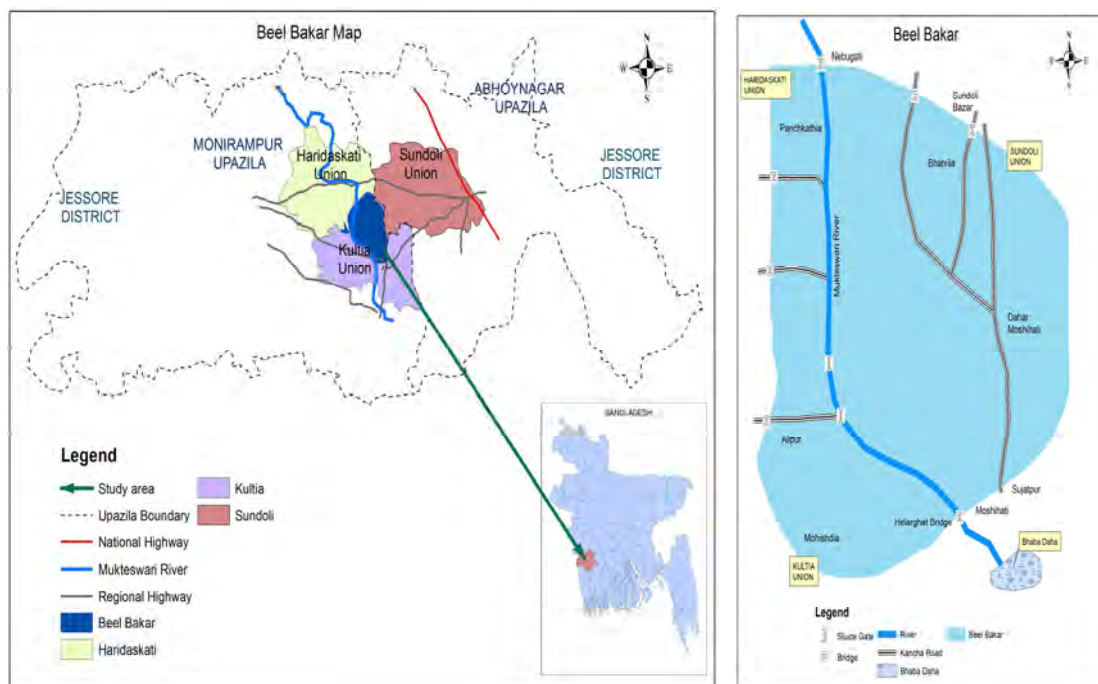 Beel Bakar Map
N
W
E
S
ABHOYNAGAR
UPAZILA
MONIRAMPUR
UPAZILA
Haridaskati
Union
Sundoli
Union
JESSORE
DISTRICT
JESSORE
DISTRICT
Kultia
Union
BANGLADESH
Legend
Study area
Upazila Boundary
National Highway
Mukteswari River
Regional Highway
Beel Bakar
Haridaskati
Kultia
Sundoli
Beel Bakar
N
W
E
S
Nebugati
HARIDASKATI
UNION
Panchkathia
Sundoli
Bazar
SUNDOLI
UNION
Mukteswari River
Dahar
Moshihati
Alipur
Sujatpur
Moshihati
Helarghat Bridge
Mohishdia
Bhaba Daha
KULTIA
UNION
Legend
Sluice Gate
River
Beel Bakar
Bridge
Kancha Road
Bhaba Daha